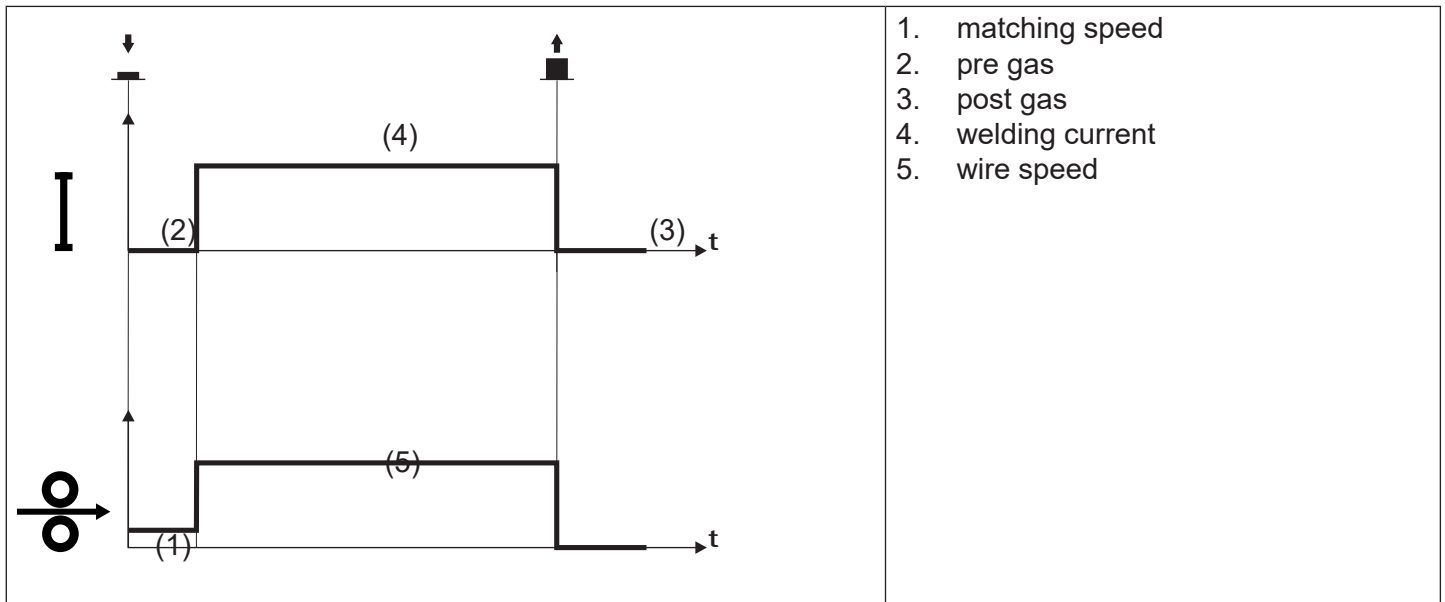 (4)
I
(2)
(3)
t
(5)
(1)
t
1. matching speed
2. pre gas
3. post gas
4. welding current
5. wire speed